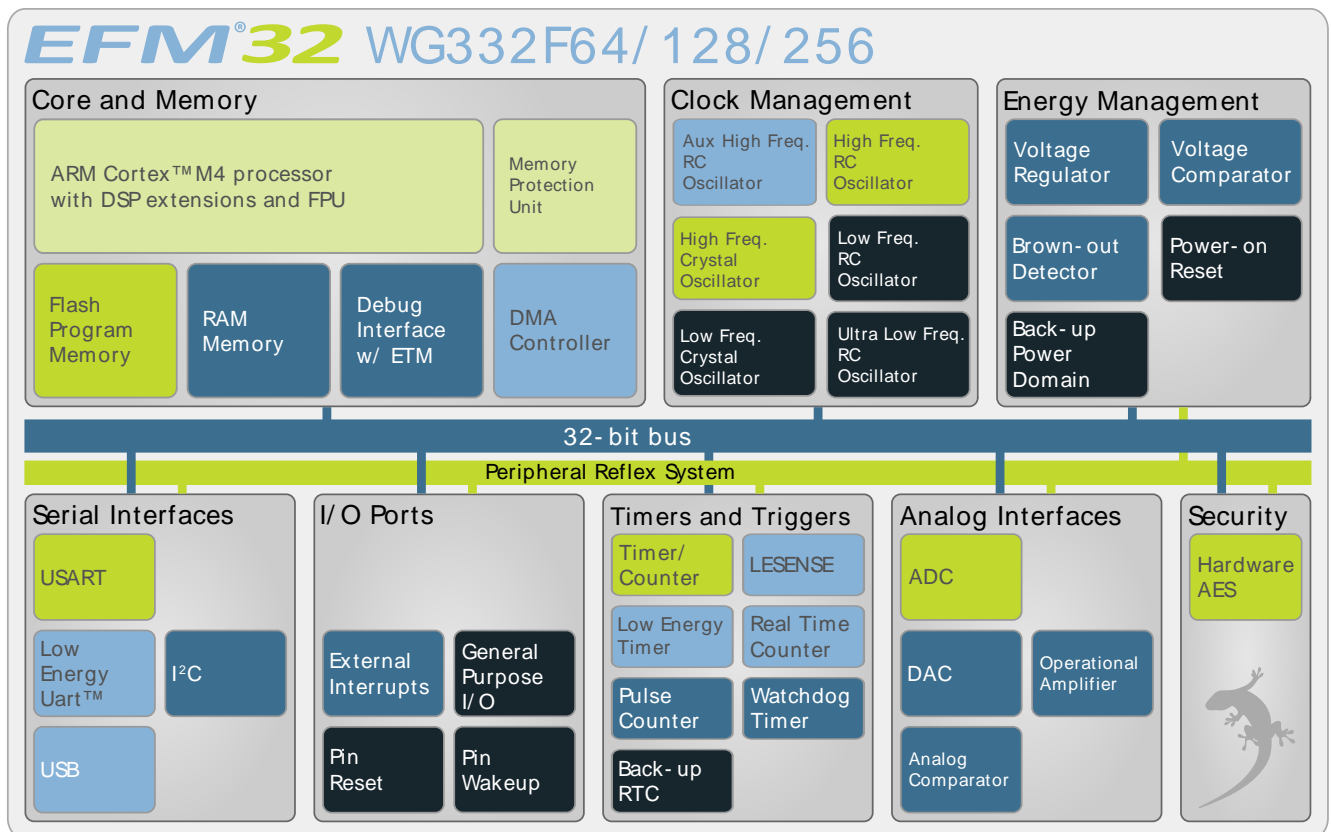 EFM®32 WG332F64/128/256
Core and Memory
ARM Cortex™ M4 processor
with DSP extensions and FPU
Memory
Protection
Unit
Flash
Program
Memory
RAM
Memory
Debug
Interface
w/ ETM
DMA
Controller
Clock Management
Aux High Freq.
RC
Oscillator
High Freq.
RC
Oscillator
High Freq.
Crystal
Oscillator
Low Freq.
RC
Oscillator
Low Freq.
Crystal
Oscillator
Ultra Low Freq.
RC
Oscillator
Energy Management
Voltage
Regulator
Voltage
Comparator
Brown-out
Detector
Power-on
Reset
Back-up
Power
Domain
32-bit bus
Peripheral Reflex System
Serial Interfaces
USART
Low
Energy
Uart™
I²C
USB
I/O Ports
External
Interrupts
General
Purpose
I/O
Pin
Reset
Pin
Wakeup
Timers and Triggers
Timer/
Counter
LESENSE
Low Energy
Timer
Real Time
Counter
Pulse
Counter
Watchdog
Timer
Back-up
RTC
Analog Interfaces
ADC
DAC
Operational
Amplifier
Analog
Comparator
Security
Hardware
AES